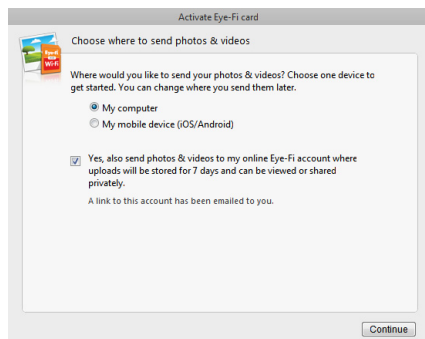 Activate Eye-Fi card
Choose where to send photos & videos
Eye-Fi
Wi-Fi
Where would you like to send your photos & videos? Choose one device to
get started. You can change where you send them later.
My computer
My mobile device (iOS/Android)
Yes, also send photos & videos to my online Eye-Fi account where
uploads will be stored for 7 days and can be viewed or shared
privately.
A link to this account has been emailed to you.
Continue